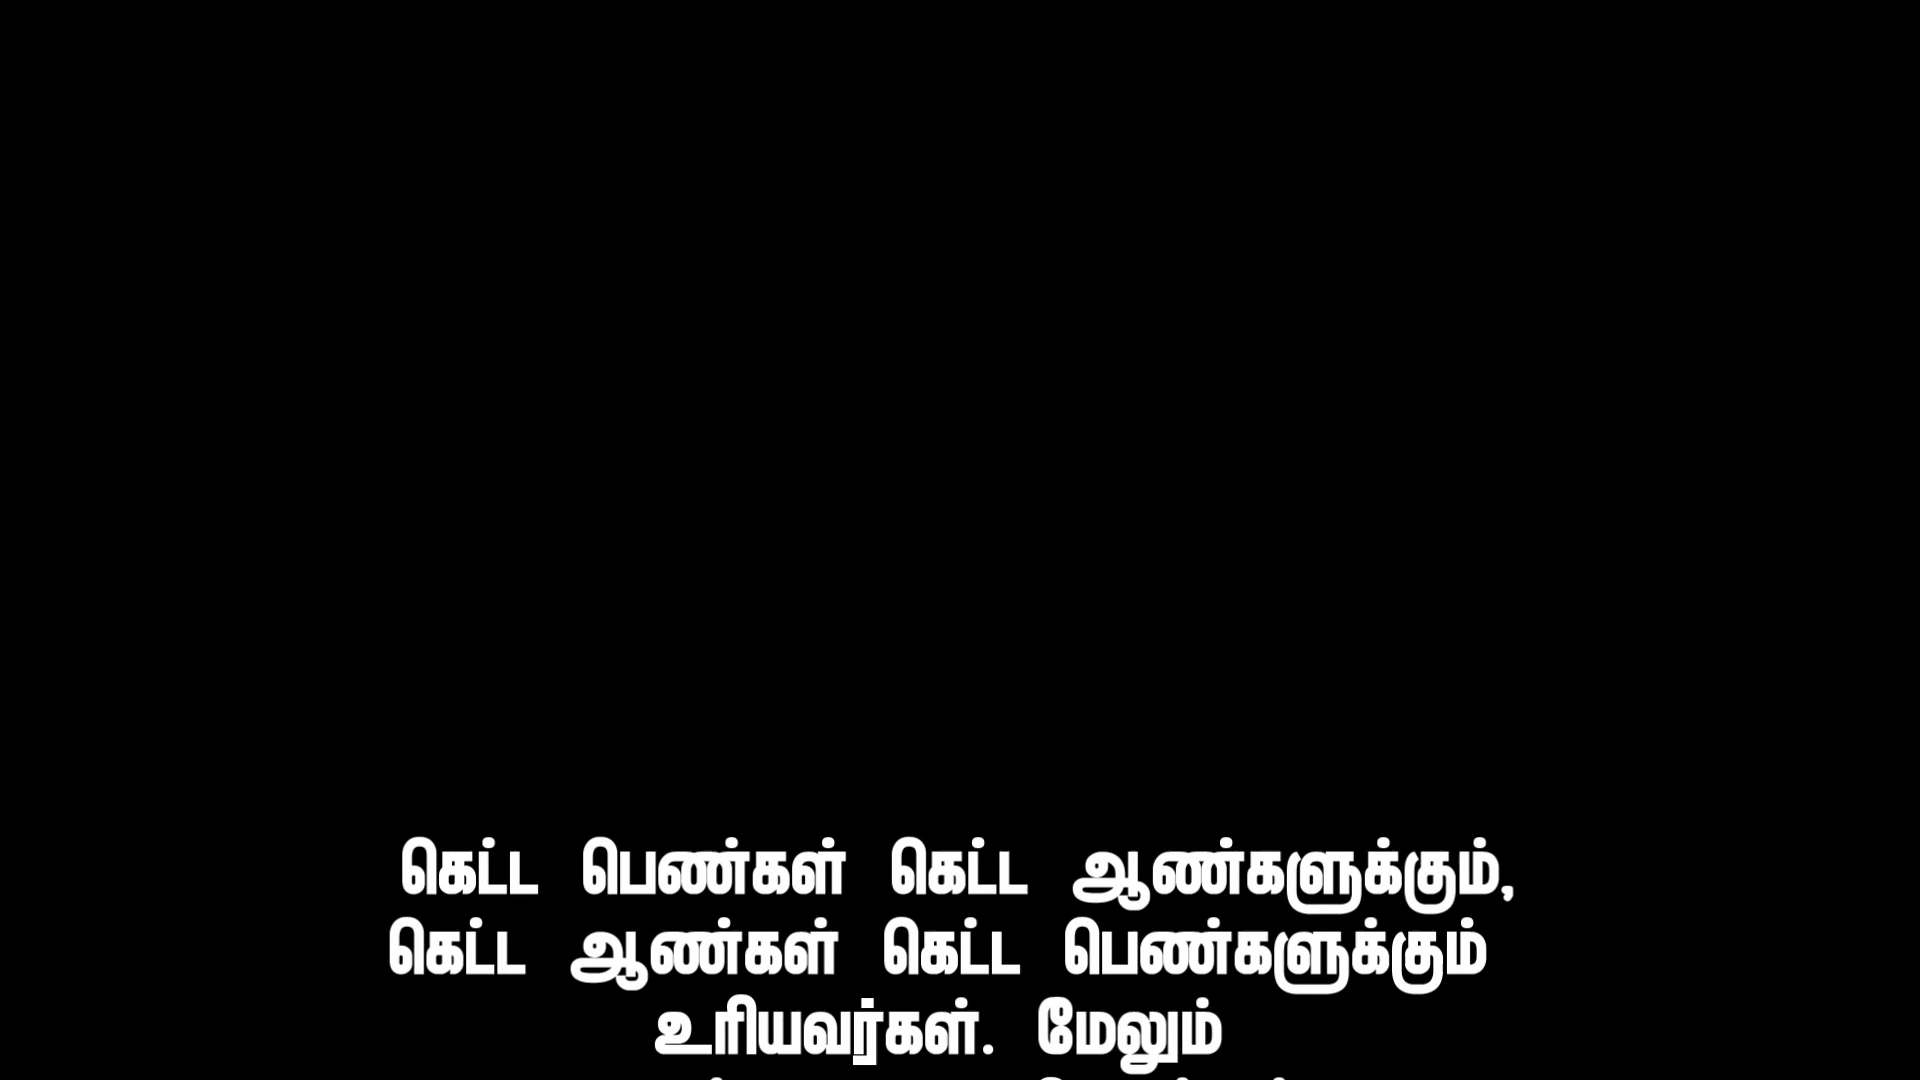 கெட்ட பெண்கள் கெட்ட ஆண்களுக்கும்,
கெட்ட ஆண்கள் கெட்ட பெண்களுக்கும்
உரியவர்கள். மேலும்